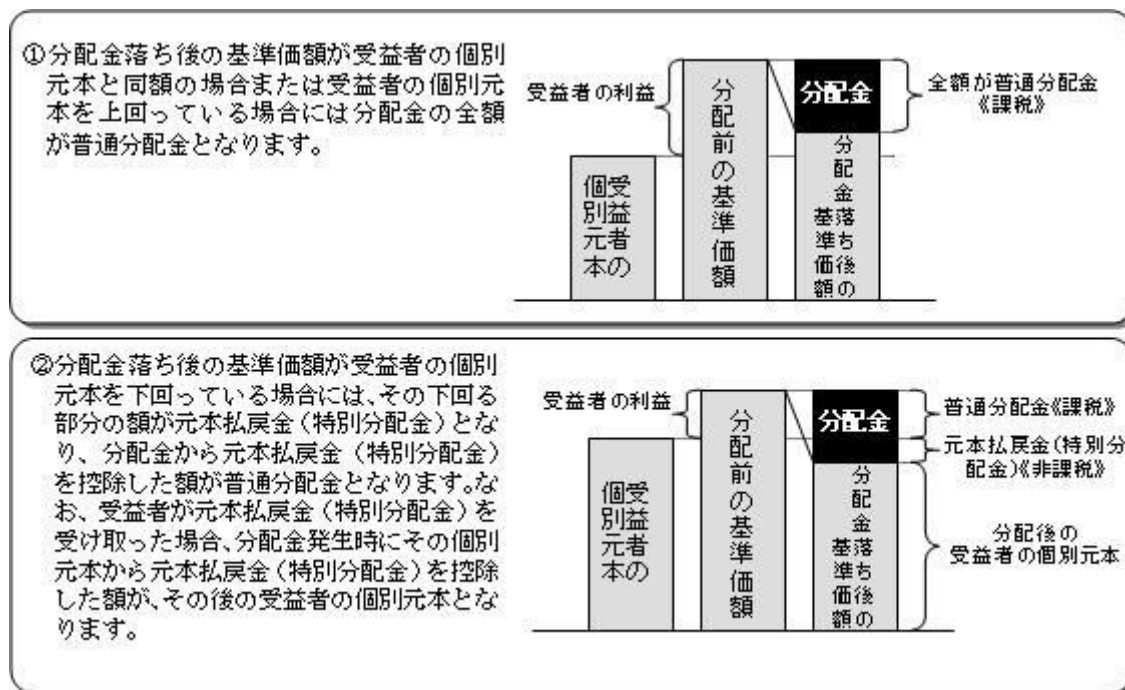 ①分配金落ち後の基準価額が受益者の個別
元本と同額の場合または受益者の個別元
本を上回っている場合には分配金の全額
が普通分配金となります。
受益者の利益
受益者の
個別元本
分配前の基準価額
分配金
分配金落ち後の
基準価額
全額が普通分配金
《課税》
②分配金落ち後の基準価額が受益者の個別
元本を下回っている場合には、その下回る
部分の額が元本払戻金（特別分配金）とな
り、分配金から元本払戻金（特別分配金）
を控除した額が普通分配金となります。な
お、受益者が元本払戻金（特別分配金）を
受け取った場合、分配金発生時にその個別
元本から元本払戻金（特別分配金）を控除
した額が、その後の受益者の個別元本とな
ります。
受益者の利益
受益者の
個別元本
分配前の基準価額
分配金
分配金落ち後の
基準価額
普通分配金《課税》
元本払戻金（特別分
配金）《非課税》
分配後の
受益者の個別元本